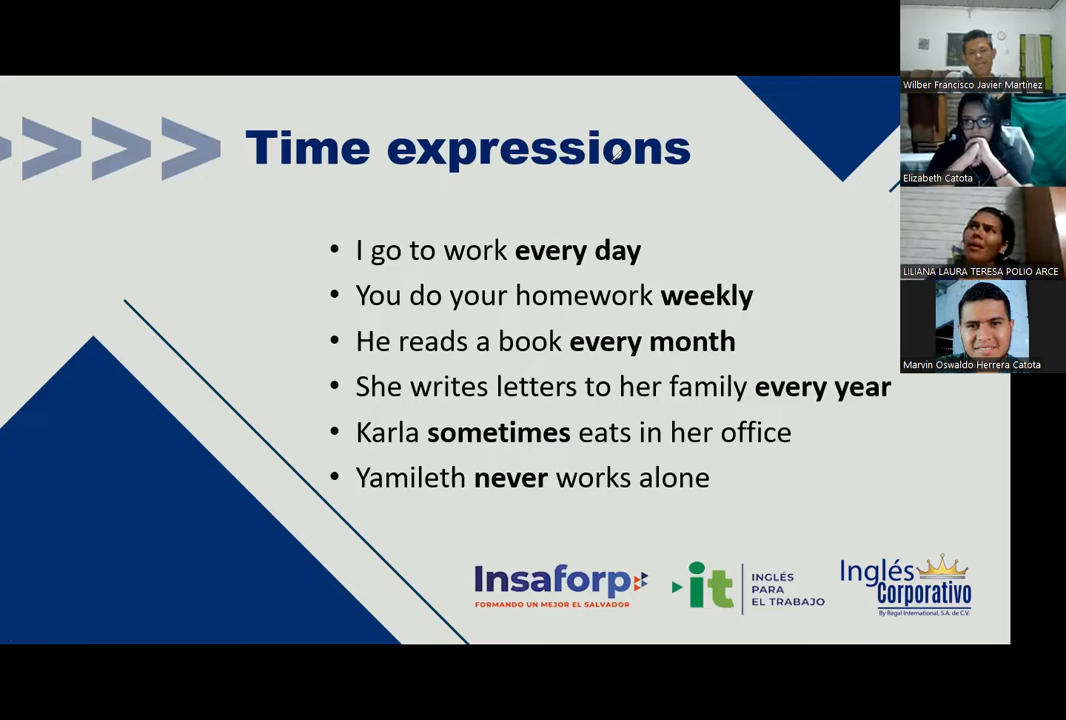 Time expressions
• I go to work every day
• You do your homework weekly
• He reads a book every month
• She writes letters to her family every year
• Karla sometimes eats in her office
• Yamileth never works alone
Insaforp
FORMANDO UN MEJOR EL SALVADOR
it
INGLÉS
PARA
EL TRABAJO
Inglés
Corporativo
By Regal International, S.A. de C.V.
Wilber Francisco Javier Martínez
Elizabeth Catota
LILIANA LAURA TERESA POLIO ARCE
Marvin Oswaldo Herrera Catota